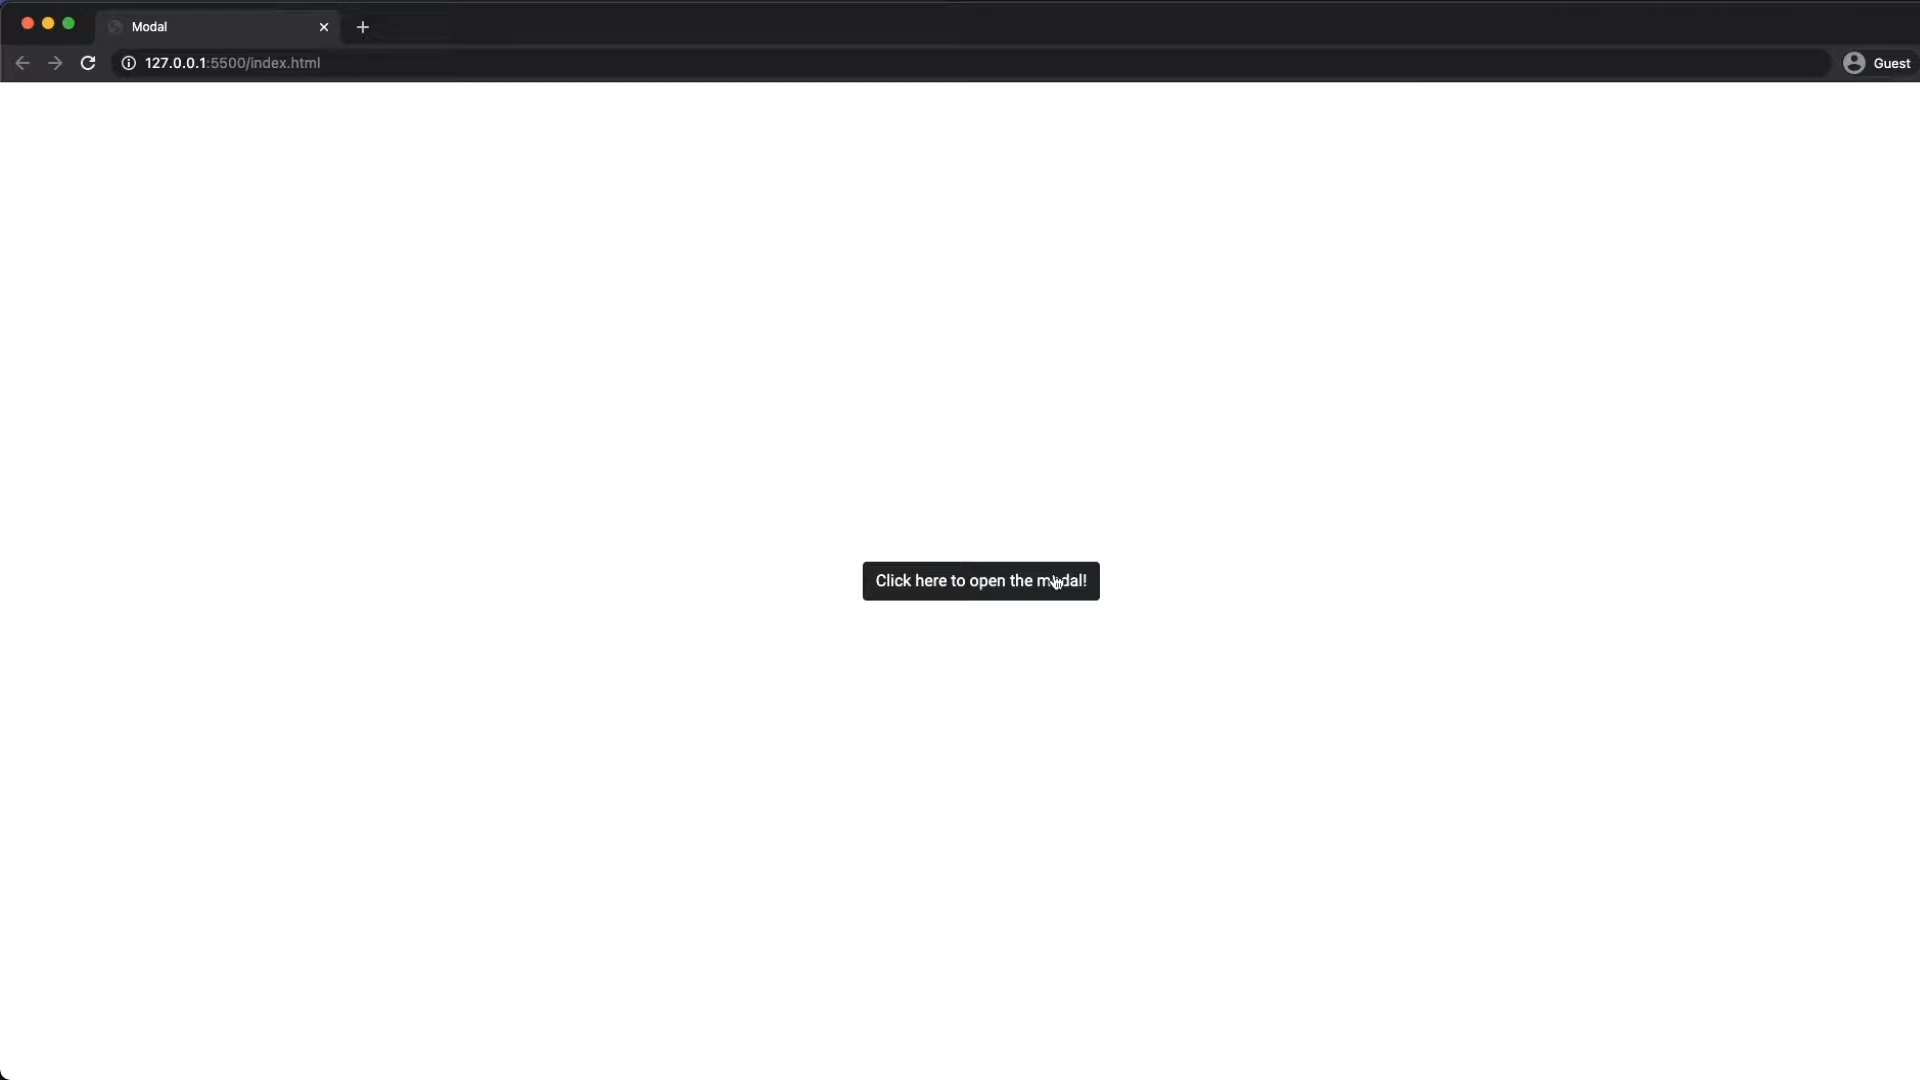 Modal
127.0.0.1:5500/index.html
Guest
Click here to open the modal!